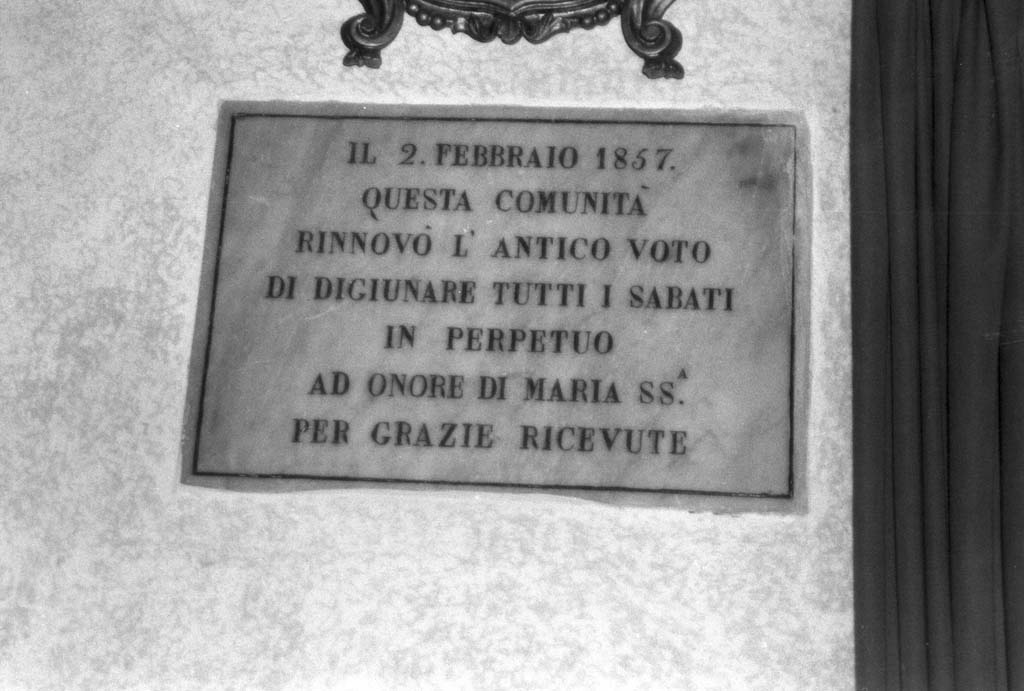 IL 2. FEBBRAIO 1857.
QUESTA COMUNITÀ
RINNOVÒ L' ANTICO VOTO
DI DIGIUNARE TUTTI I SABATI
IN PERPETUO
AD ONORE DI MARIA SS.ᴬ
PER GRAZIE RICEVUTE